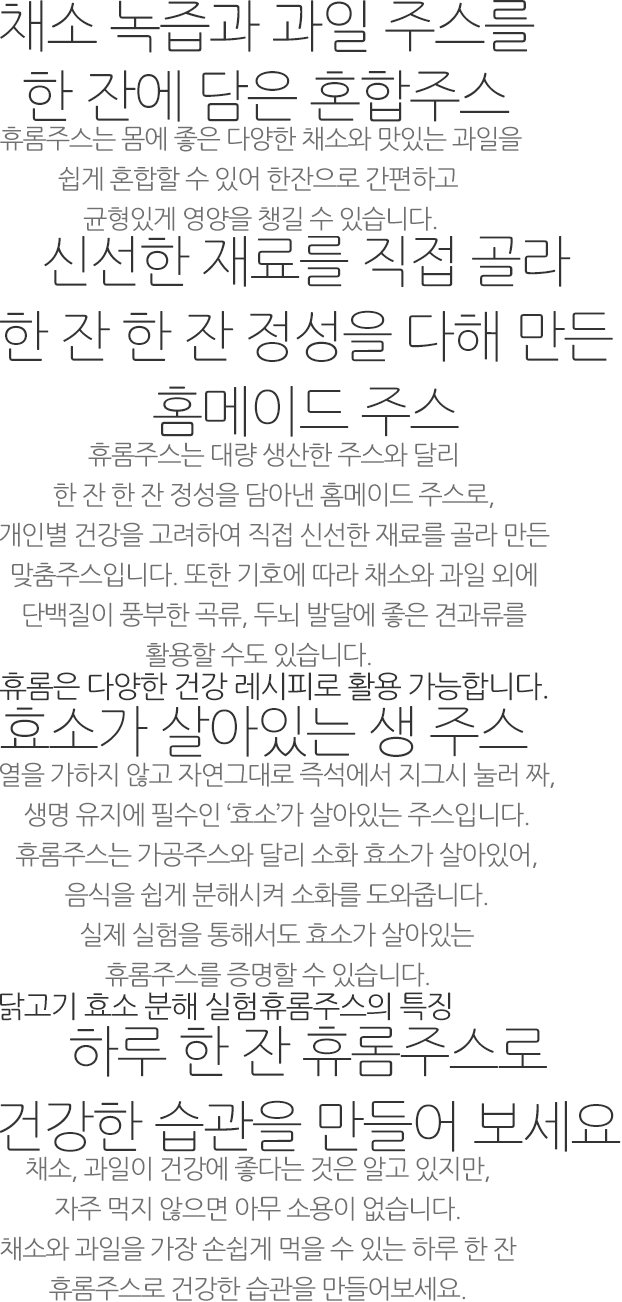 채소 녹즙과 과일 주스를
한 잔에 담은 혼합주스
휴롬주스는 몸에 좋은 다양한 채소와 맛있는 과일을
쉽게 혼합할 수 있어 한잔으로 간편하고
균형있게 영양을 챙길 수 있습니다.
신선한 재료를 직접 골라
한 잔 한 잔 정성을 다해 만든
홈메이드 주스
휴롬주스는 대량 생산한 주스와 달리
한 잔 한 잔 정성을 담아낸 홈메이드 주스로,
개인별 건강을 고려하여 직접 신선한 재료를 골라 만든
맞춤주스입니다. 또한 기호에 따라 채소와 과일 외에
단백질이 풍부한 곡류, 두뇌 발달에 좋은 견과류를
활용할 수도 있습니다.
휴롬은 다양한 건강 레시피로 활용 가능합니다.
효소가 살아있는 생 주스
열을 가하지 않고 자연그대로 즉석에서 지그시 눌러 짜,
생명 유지에 필수인 ‘효소’가 살아있는 주스입니다.
휴롬주스는 가공주스와 달리 소화 효소가 살아있어,
음식을 쉽게 분해시켜 소화를 도와줍니다.
실제 실험을 통해서도 효소가 살아있는
휴롬주스를 증명할 수 있습니다.
닭고기 효소 분해 실험휴롬주스의 특징
하루 한 잔 휴롬주스로
건강한 습관을 만들어 보세요
채소, 과일이 건강에 좋다는 것은 알고 있지만,
자주 먹지 않으면 아무 소용이 없습니다.
채소와 과일을 가장 손쉽게 먹을 수 있는 하루 한 잔
휴롬주스로 건강한 습관을 만들어보세요.